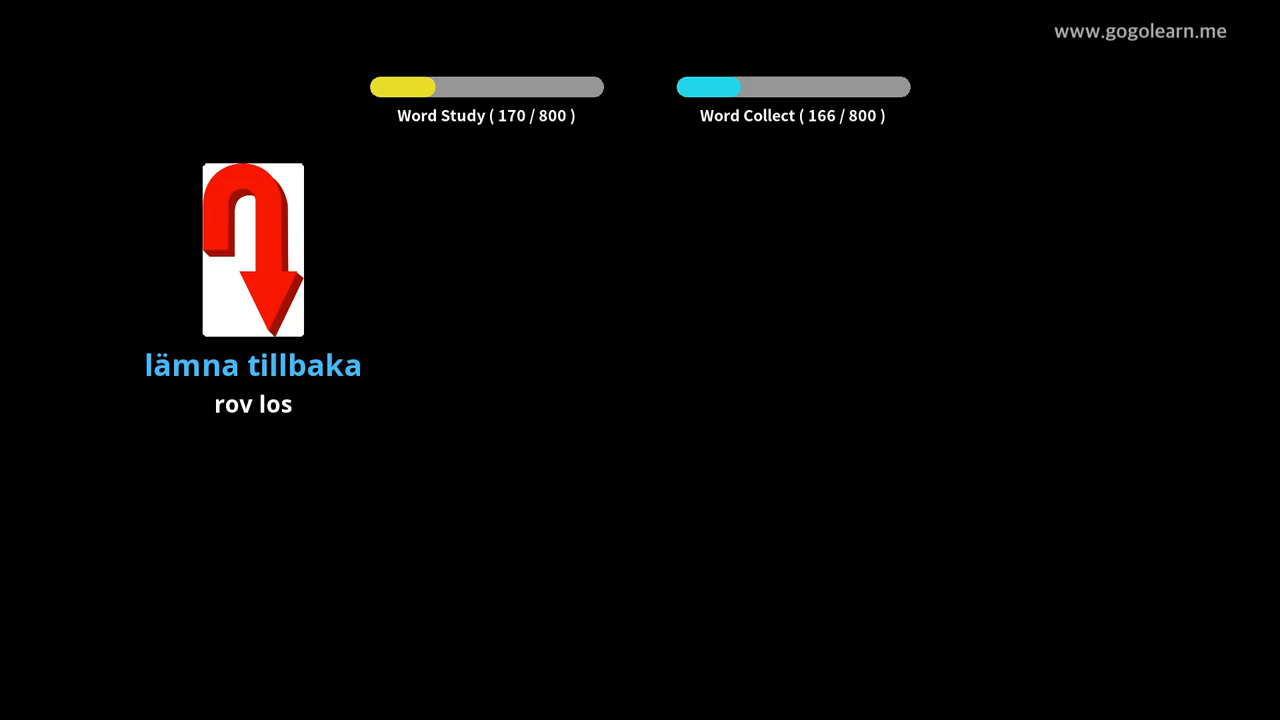 www.gogolearn.me
Word Study ( 170 / 800 )
Word Collect ( 166 / 800 )
lämna tillbaka
rov los